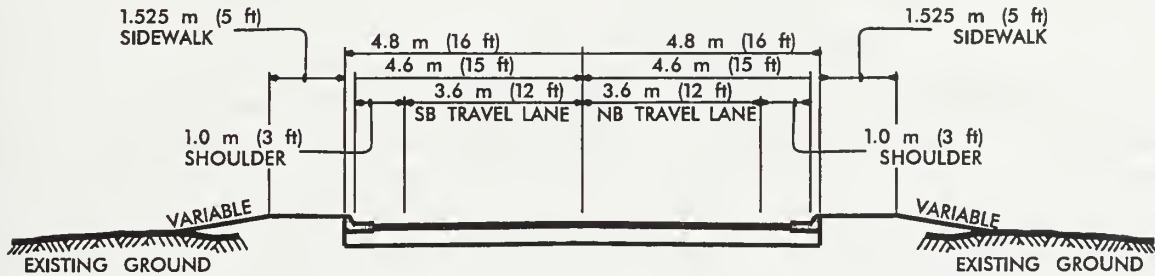 1.525 m (5 ft)
SIDEWALK
4.8 m (16 ft)
4.8 m (16 ft)
1.525 m (5 ft)
SIDEWALK
4.6 m (15 ft)
4.6 m (15 ft)
3.6 m (12 ft)
SB TRAVEL LANE
3.6 m (12 ft)
NB TRAVEL LANE
1.0 m (3 ft)
SHOULDER
1.0 m (3 ft)
SHOULDER
VARIABLE
VARIABLE
EXISTING GROUND
EXISTING GROUND